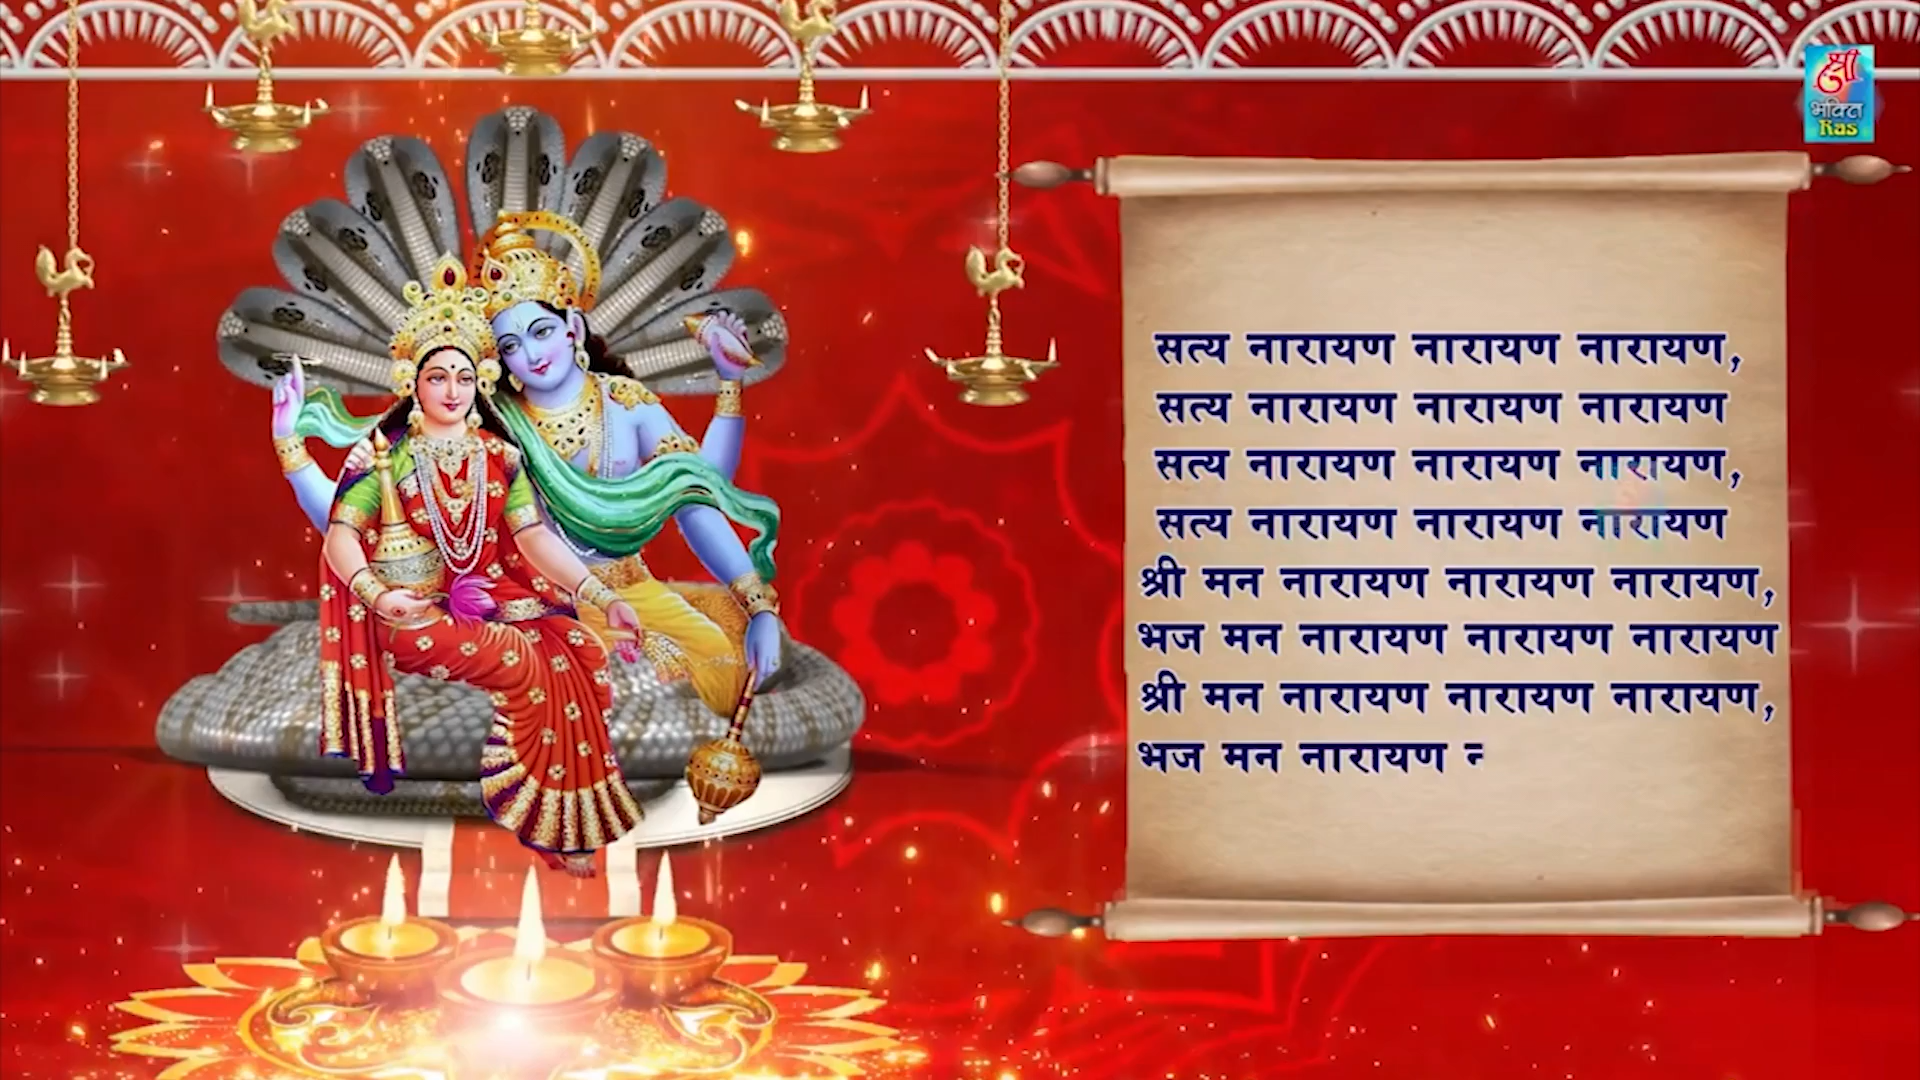 श्री
भक्ति
Ras
सत्य नारायण नारायण नारायण,
सत्य नारायण नारायण नारायण
सत्य नारायण नारायण नारायण,
सत्य नारायण नारायण नारायण
श्री मन नारायण नारायण नारायण,
भज मन नारायण नारायण नारायण
श्री मन नारायण नारायण नारायण,
भज मन नारायण